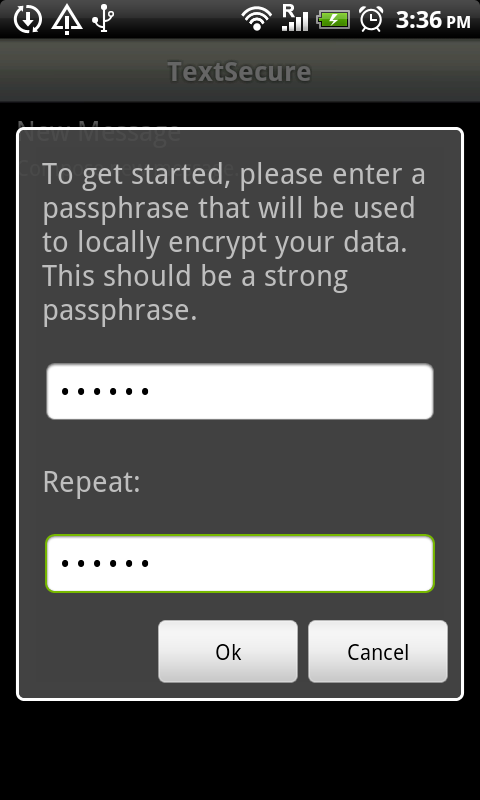 R
3:36 PM
TextSecure
New Message
To get started, please enter a
passphrase that will be used
to locally encrypt your data.
This should be a strong
passphrase.
••••••
Repeat:
••••••
Ok
Cancel